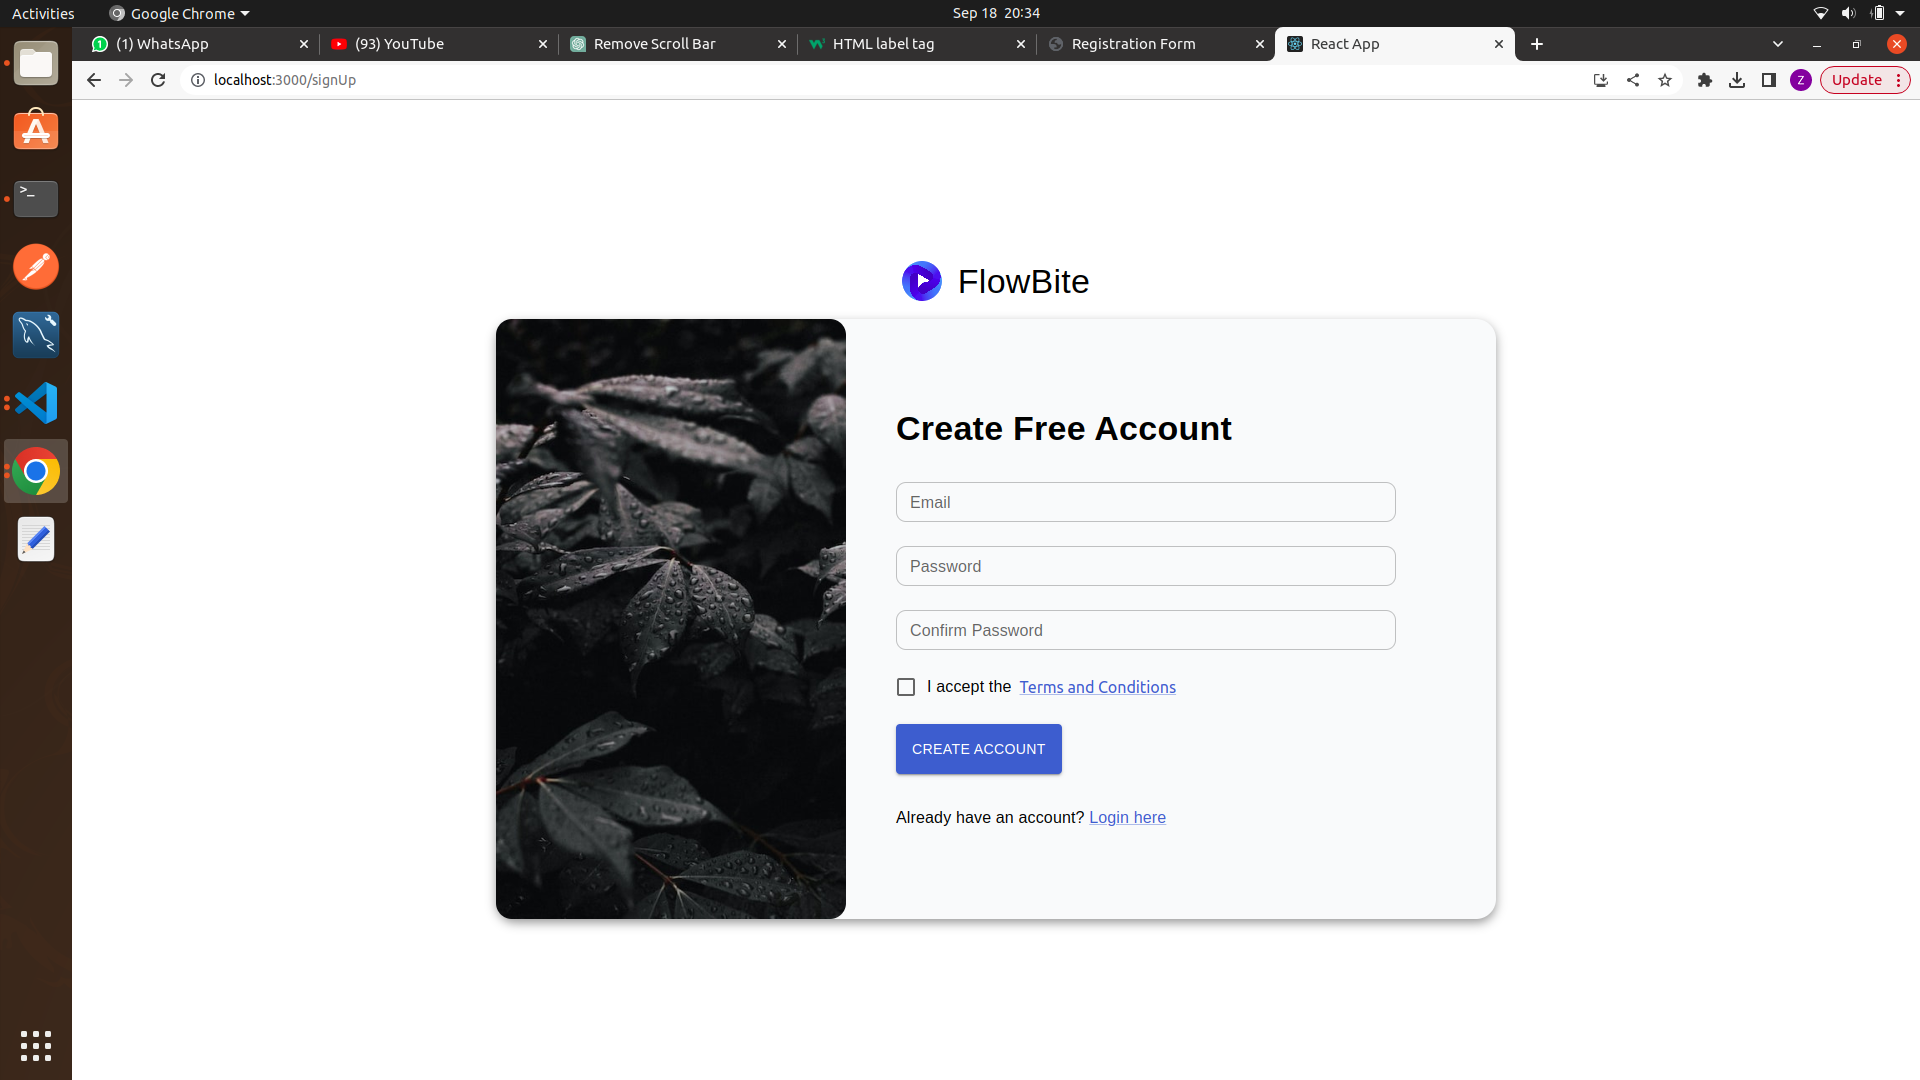 Activities
Google Chrome
Sep 18 20:34
(1) WhatsApp
(93) YouTube
Remove Scroll Bar
HTML label tag
Registration Form
React App
localhost:3000/signUp
Z
Update
FlowBite
Create Free Account
Email
Password
Confirm Password
I accept the Terms and Conditions
CREATE ACCOUNT
Already have an account? Login here